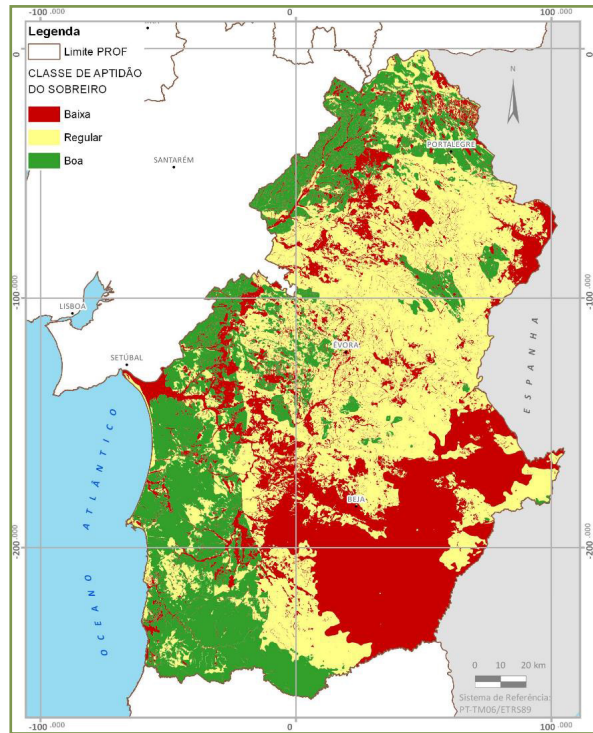 -100.000
0
100.000
Legenda
Limite PROF
CLASSE DE APTIDÃO
DO SOBREIRO
Baixa
Regular
Boa
0
0
N
PORTALEGRE
SANTARÉM
-100.000
-100.000
LISBOA
ÉVORA
SETÚBAL
ESPANHA
OCEANO ATLÂNTICO
BEJA
-200.000
-200.000
0 10 20 km
Sistema de Referência:
PT-TM06/ETRS89
-100.000
0
100.000